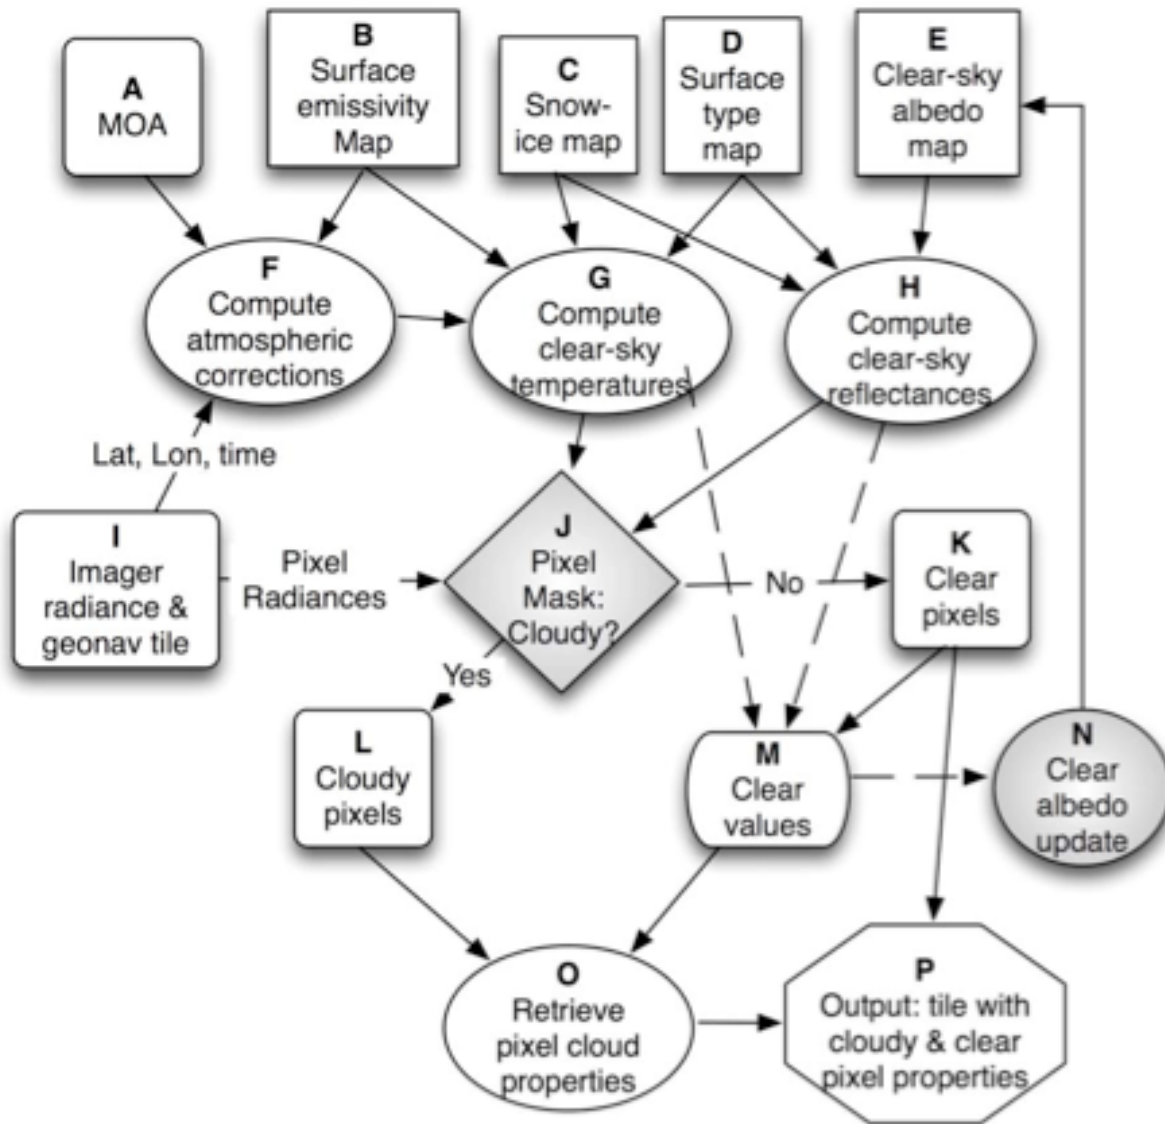 A
MOA
B
Surface
emissivity
Map
C
Snow-
ice map
D
Surface
type
map
E
Clear-sky
albedo
map
F
Compute
atmospheric
corrections
G
Compute
clear-sky
temperatures
H
Compute
clear-sky
reflectances
Lat, Lon, time
I
Imager
radiance &
geonav tile
Pixel
Radiances
J
Pixel
Mask:
Cloudy?
No
K
Clear
pixels
Yes
L
Cloudy
pixels
M
Clear
values
N
Clear
albedo
update
O
Retrieve
pixel cloud
properties
P
Output: tile with
cloudy & clear
pixel properties